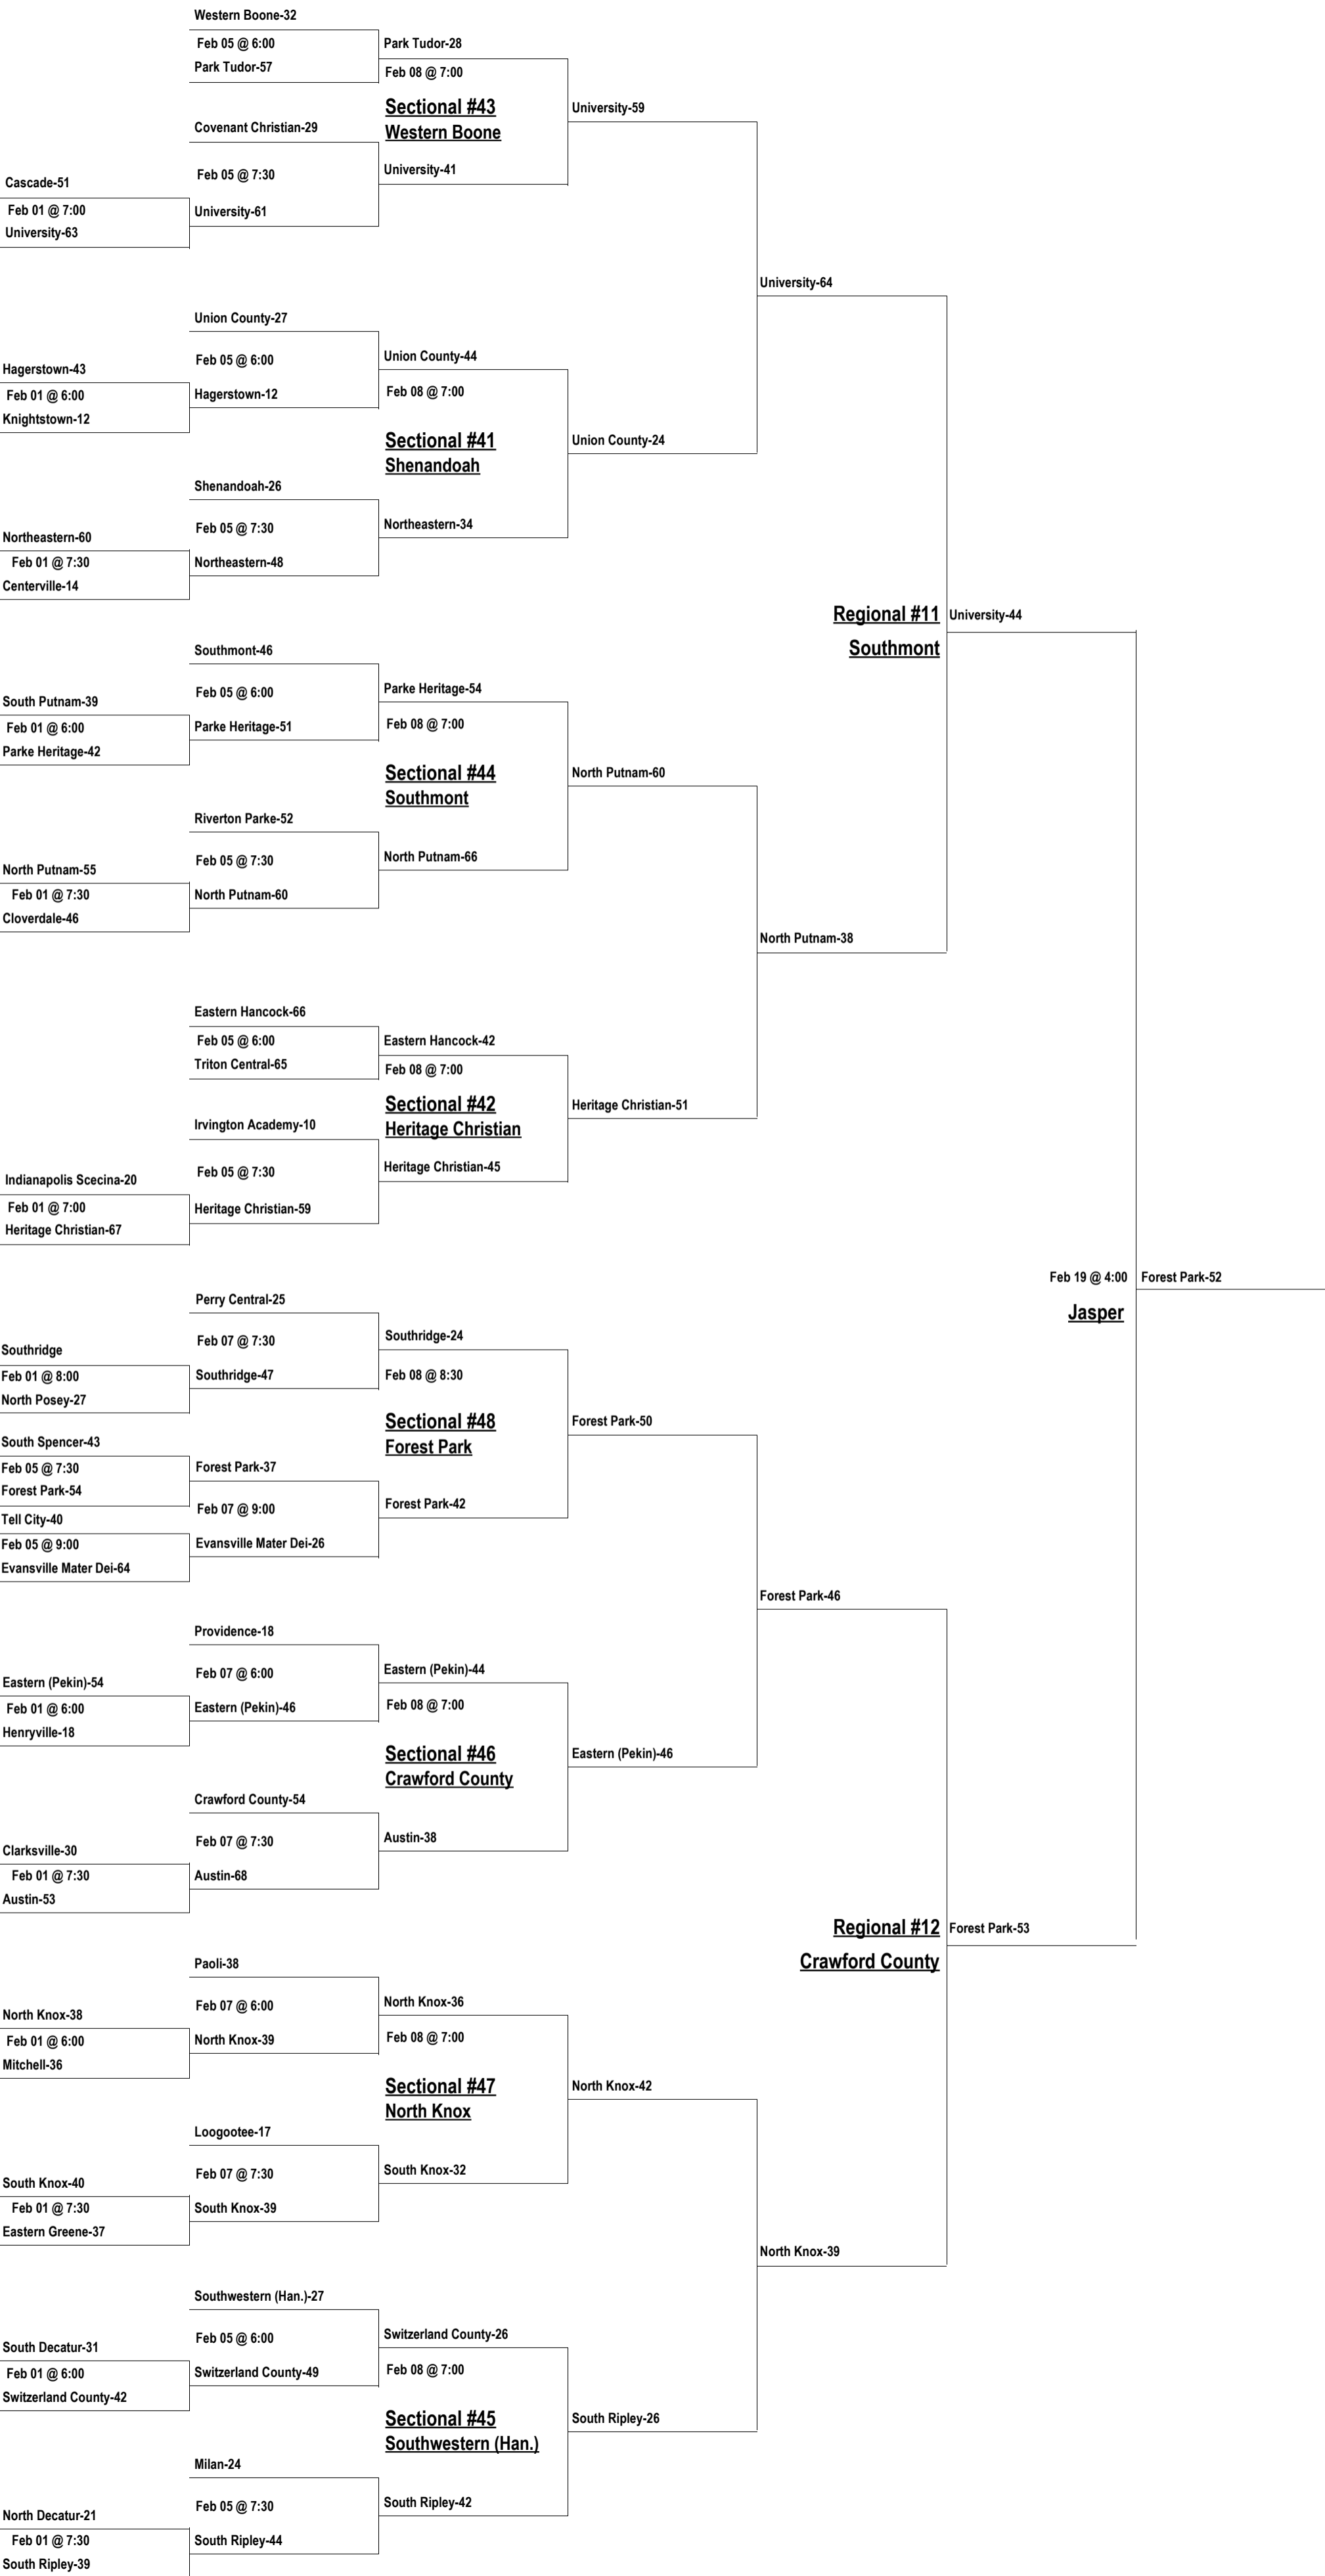 Western Boone-32
Feb 05 @ 6:00
Park Tudor-57
Park Tudor-28
Feb 08 @ 7:00
Sectional #43
Western Boone
University-59
Covenant Christian-29
Feb 05 @ 7:30
University-61
University-41
Cascade-51
Feb 01 @ 7:00
University-63
University-64
Union County-27
Feb 05 @ 6:00
Hagerstown-12
Union County-44
Feb 08 @ 7:00
Hagerstown-43
Feb 01 @ 6:00
Knightstown-12
Sectional #41
Shenandoah
Union County-24
Shenandoah-26
Feb 05 @ 7:30
Northeastern-48
Northeastern-34
Northeastern-60
Feb 01 @ 7:30
Centerville-14
Regional #11
Southmont
University-44
Southmont-46
Feb 05 @ 6:00
Parke Heritage-51
Parke Heritage-54
Feb 08 @ 7:00
South Putnam-39
Feb 01 @ 6:00
Parke Heritage-42
Sectional #44
Southmont
North Putnam-60
Riverton Parke-52
Feb 05 @ 7:30
North Putnam-60
North Putnam-66
North Putnam-55
Feb 01 @ 7:30
Cloverdale-46
North Putnam-38
Eastern Hancock-66
Feb 05 @ 6:00
Triton Central-65
Eastern Hancock-42
Feb 08 @ 7:00
Sectional #42
Heritage Christian
Heritage Christian-51
Irvington Academy-10
Feb 05 @ 7:30
Heritage Christian-59
Heritage Christian-45
Indianapolis Scecina-20
Feb 01 @ 7:00
Heritage Christian-67
Feb 19 @ 4:00
Jasper
Forest Park-52
Perry Central-25
Feb 07 @ 7:30
Southridge-47
Southridge-24
Feb 08 @ 8:30
Southridge
Feb 01 @ 8:00
North Posey-27
Sectional #48
Forest Park
Forest Park-50
South Spencer-43
Feb 05 @ 7:30
Forest Park-54
Forest Park-37
Feb 07 @ 9:00
Evansville Mater Dei-26
Forest Park-42
Tell City-40
Feb 05 @ 9:00
Evansville Mater Dei-64
Forest Park-46
Providence-18
Feb 07 @ 6:00
Eastern (Pekin)-46
Eastern (Pekin)-44
Feb 08 @ 7:00
Eastern (Pekin)-54
Feb 01 @ 6:00
Henryville-18
Sectional #46
Crawford County
Eastern (Pekin)-46
Crawford County-54
Feb 07 @ 7:30
Austin-68
Austin-38
Clarksville-30
Feb 01 @ 7:30
Austin-53
Regional #12
Crawford County
Forest Park-53
Paoli-38
Feb 07 @ 6:00
North Knox-39
North Knox-36
Feb 08 @ 7:00
North Knox-38
Feb 01 @ 6:00
Mitchell-36
Sectional #47
North Knox
North Knox-42
Loogootee-17
Feb 07 @ 7:30
South Knox-39
South Knox-32
South Knox-40
Feb 01 @ 7:30
Eastern Greene-37
North Knox-39
Southwestern (Han.)-27
Feb 05 @ 6:00
Switzerland County-49
Switzerland County-26
Feb 08 @ 7:00
South Decatur-31
Feb 01 @ 6:00
Switzerland County-42
Sectional #45
Southwestern (Han.)
South Ripley-26
Milan-24
Feb 05 @ 7:30
South Ripley-44
South Ripley-42
North Decatur-21
Feb 01 @ 7:30
South Ripley-39